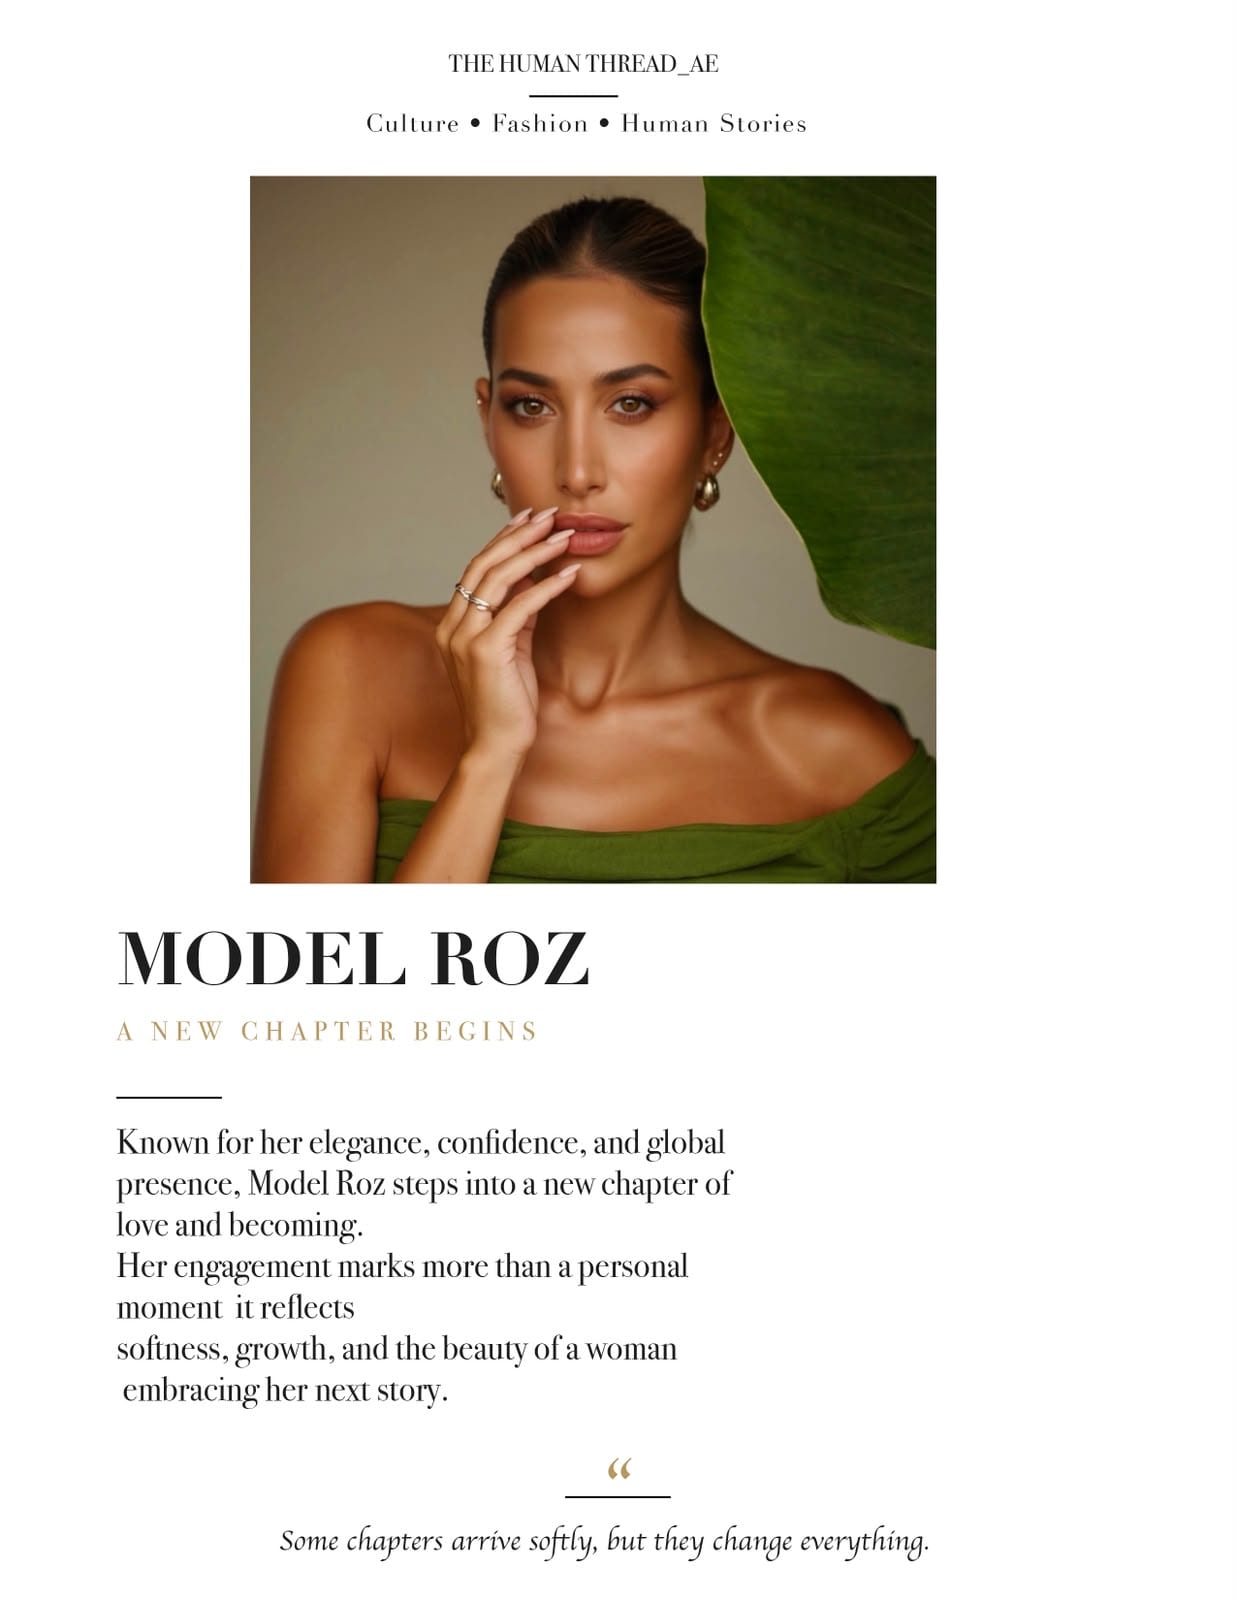 THE HUMAN THREAD_AE
Culture • Fashion • Human Stories
MODEL ROZ
A NEW CHAPTER BEGINS
Known for her elegance, confidence, and global
presence, Model Roz steps into a new chapter of
love and becoming.
Her engagement marks more than a personal
moment  it reflects
softness, growth, and the beauty of a woman
embracing her next story.
“
Some chapters arrive softly, but they change everything.